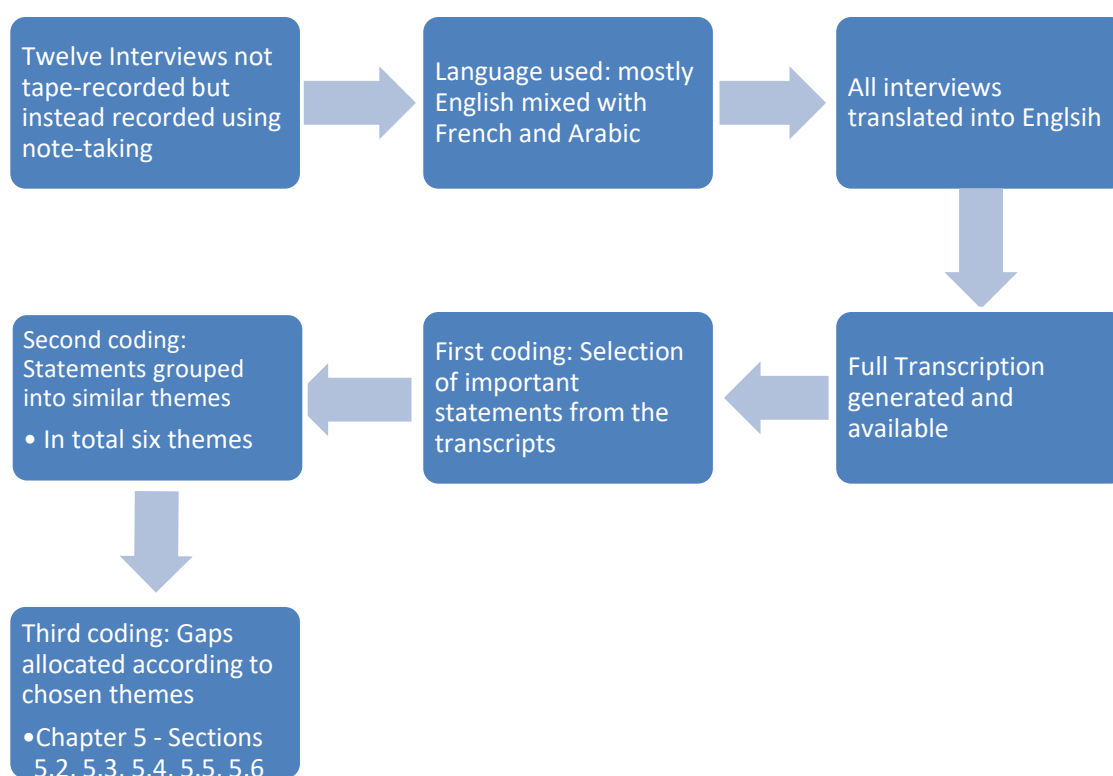 Twelve Interviews not
tape-recorded but
instead recorded using
note-taking
Language used: mostly
English mixed with
French and Arabic
All interviews
translated into Englsih
Full Transcription
generated and
available
First coding: Selection
of important
statements from the
transcripts
Second coding:
Statements grouped
into similar themes
• In total six themes
Third coding: Gaps
allocated according to
chosen themes
•Chapter 5 - Sections
5.2, 5.3, 5.4, 5.5, 5.6